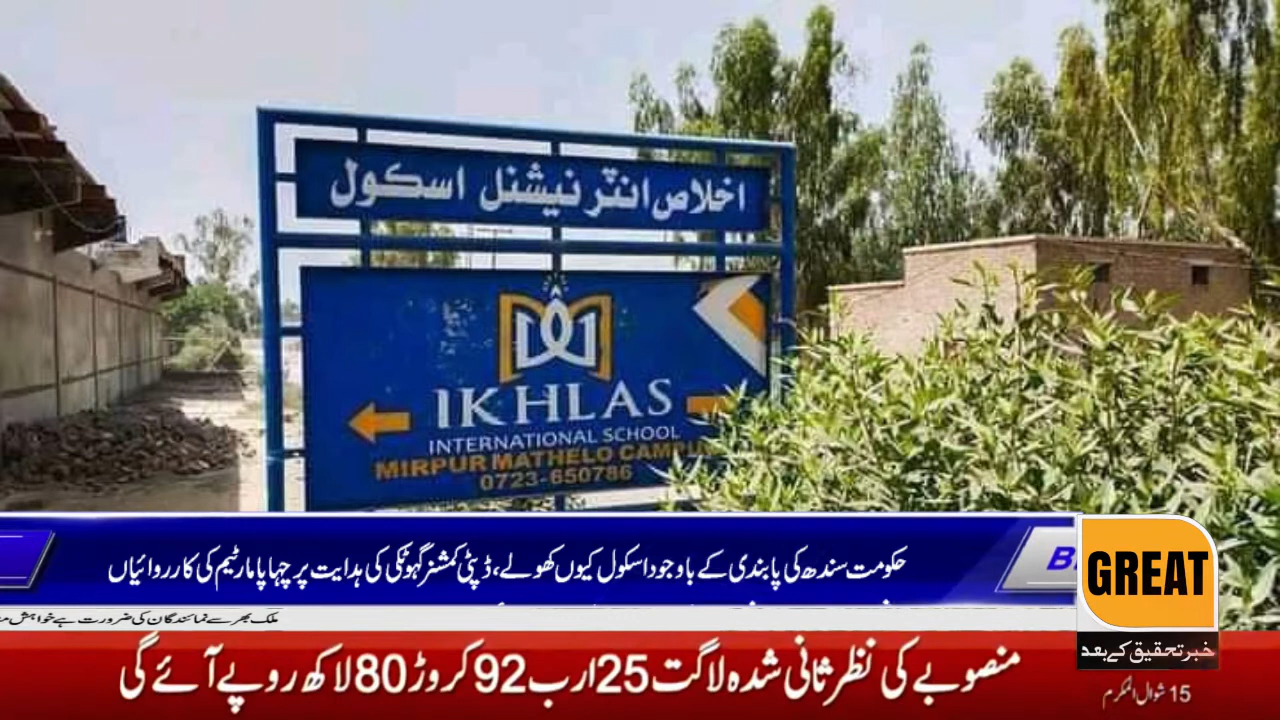 اخلاص انٹرنیشنل اسکول
IKHLAS
INTERNATIONAL SCHOOL
MIRPUR MATHELO CAMPU
0723-650786
حکومت سندھ کی پابندی کے باوجود اسکول کیوں کھولے، ڈپٹی کمشنر گھوٹکی کی ہدایت پر چھاپا مار ٹیم کی کارروائیاں
GREAT
خبر تحقیق کے بعد
ملک بھر سے نمائندگان کی ضرورت ہے خواہش
منصوبے کی نظر ثانی شدہ لاگت 25 ارب 92 کروڑ 80 لاکھ روپے آئے گی
15 شوال المکرم